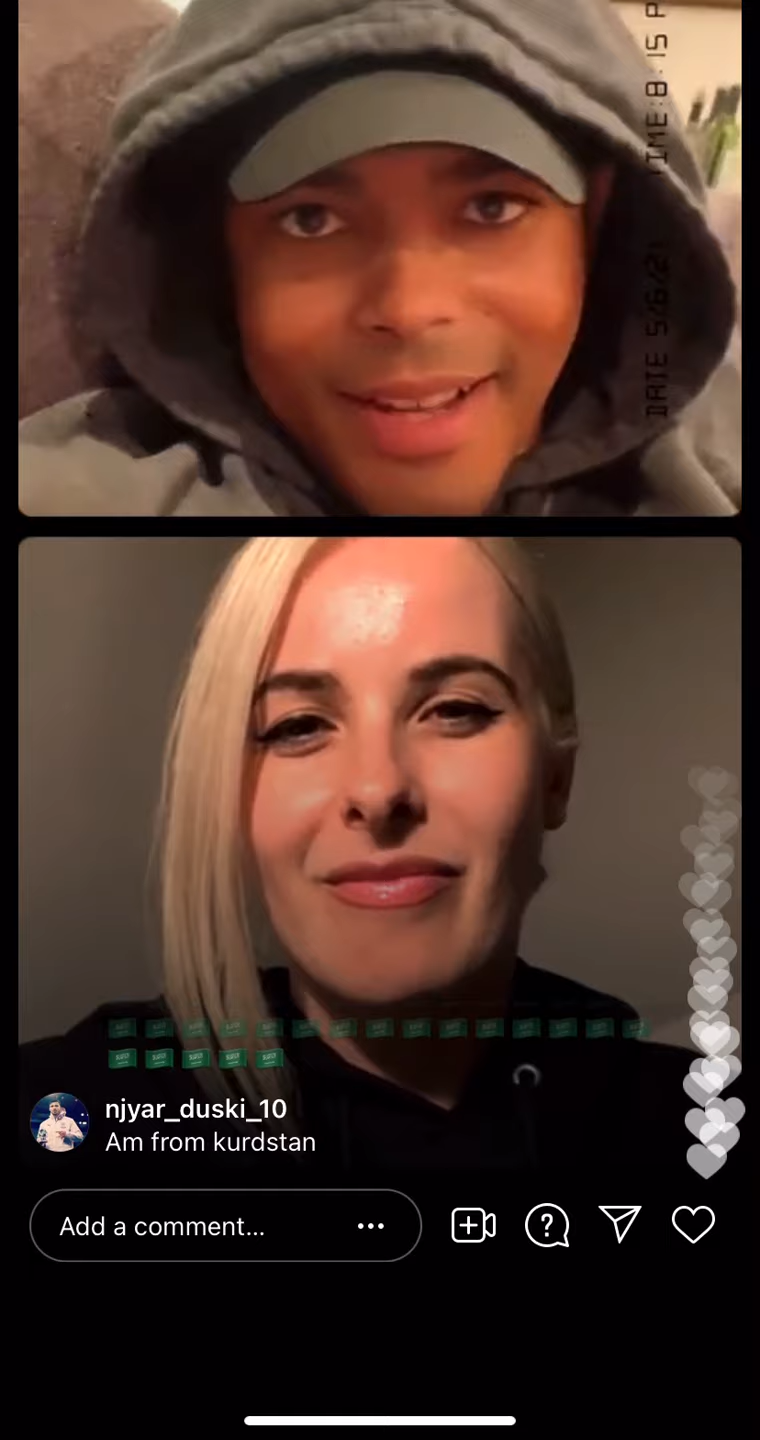 DATE 5/6/21 TIME:8:15 P
🇸🇦🇸🇦🇸🇦🇸🇦🇸🇦🇸🇦🇸🇦🇸🇦🇸🇦🇸🇦🇸🇦🇸🇦🇸🇦🇸🇦🇸🇦
🇸🇦🇸🇦🇸🇦🇸🇦🇸🇦
njyar_duski_10
Am from kurdstan
Add a comment...